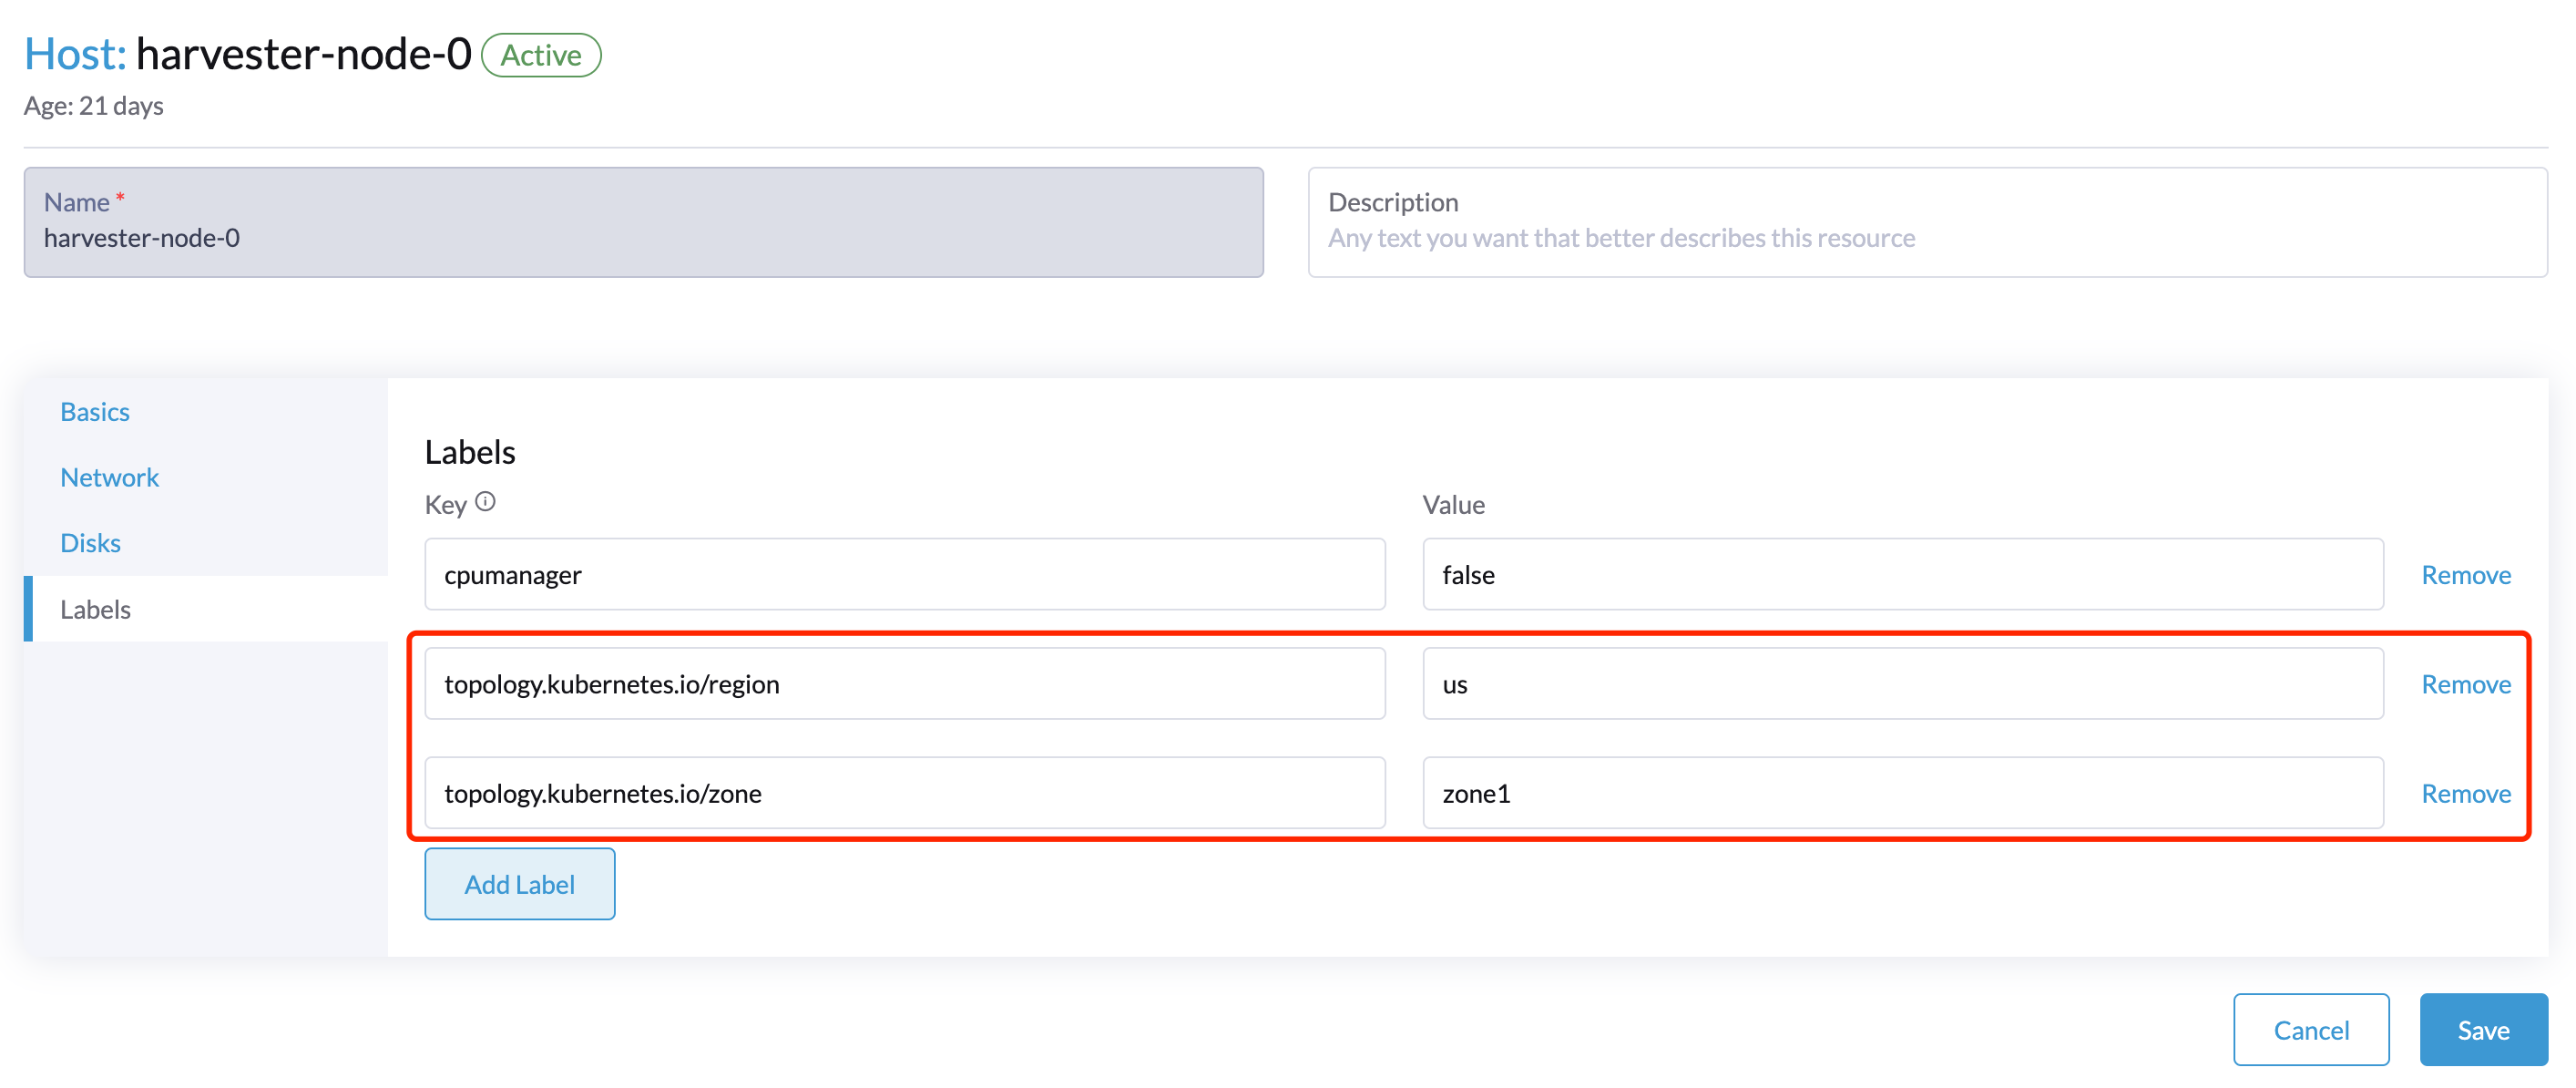 Host: harvester-node-0 Active
Age: 21 days
Name *
harvester-node-0
Description
Any text you want that better describes this resource
Basics
Network
Disks
Labels
Labels
Key Value
cpumanager false Remove
topology.kubernetes.io/region us Remove
topology.kubernetes.io/zone zone1 Remove
Add Label
Cancel Save